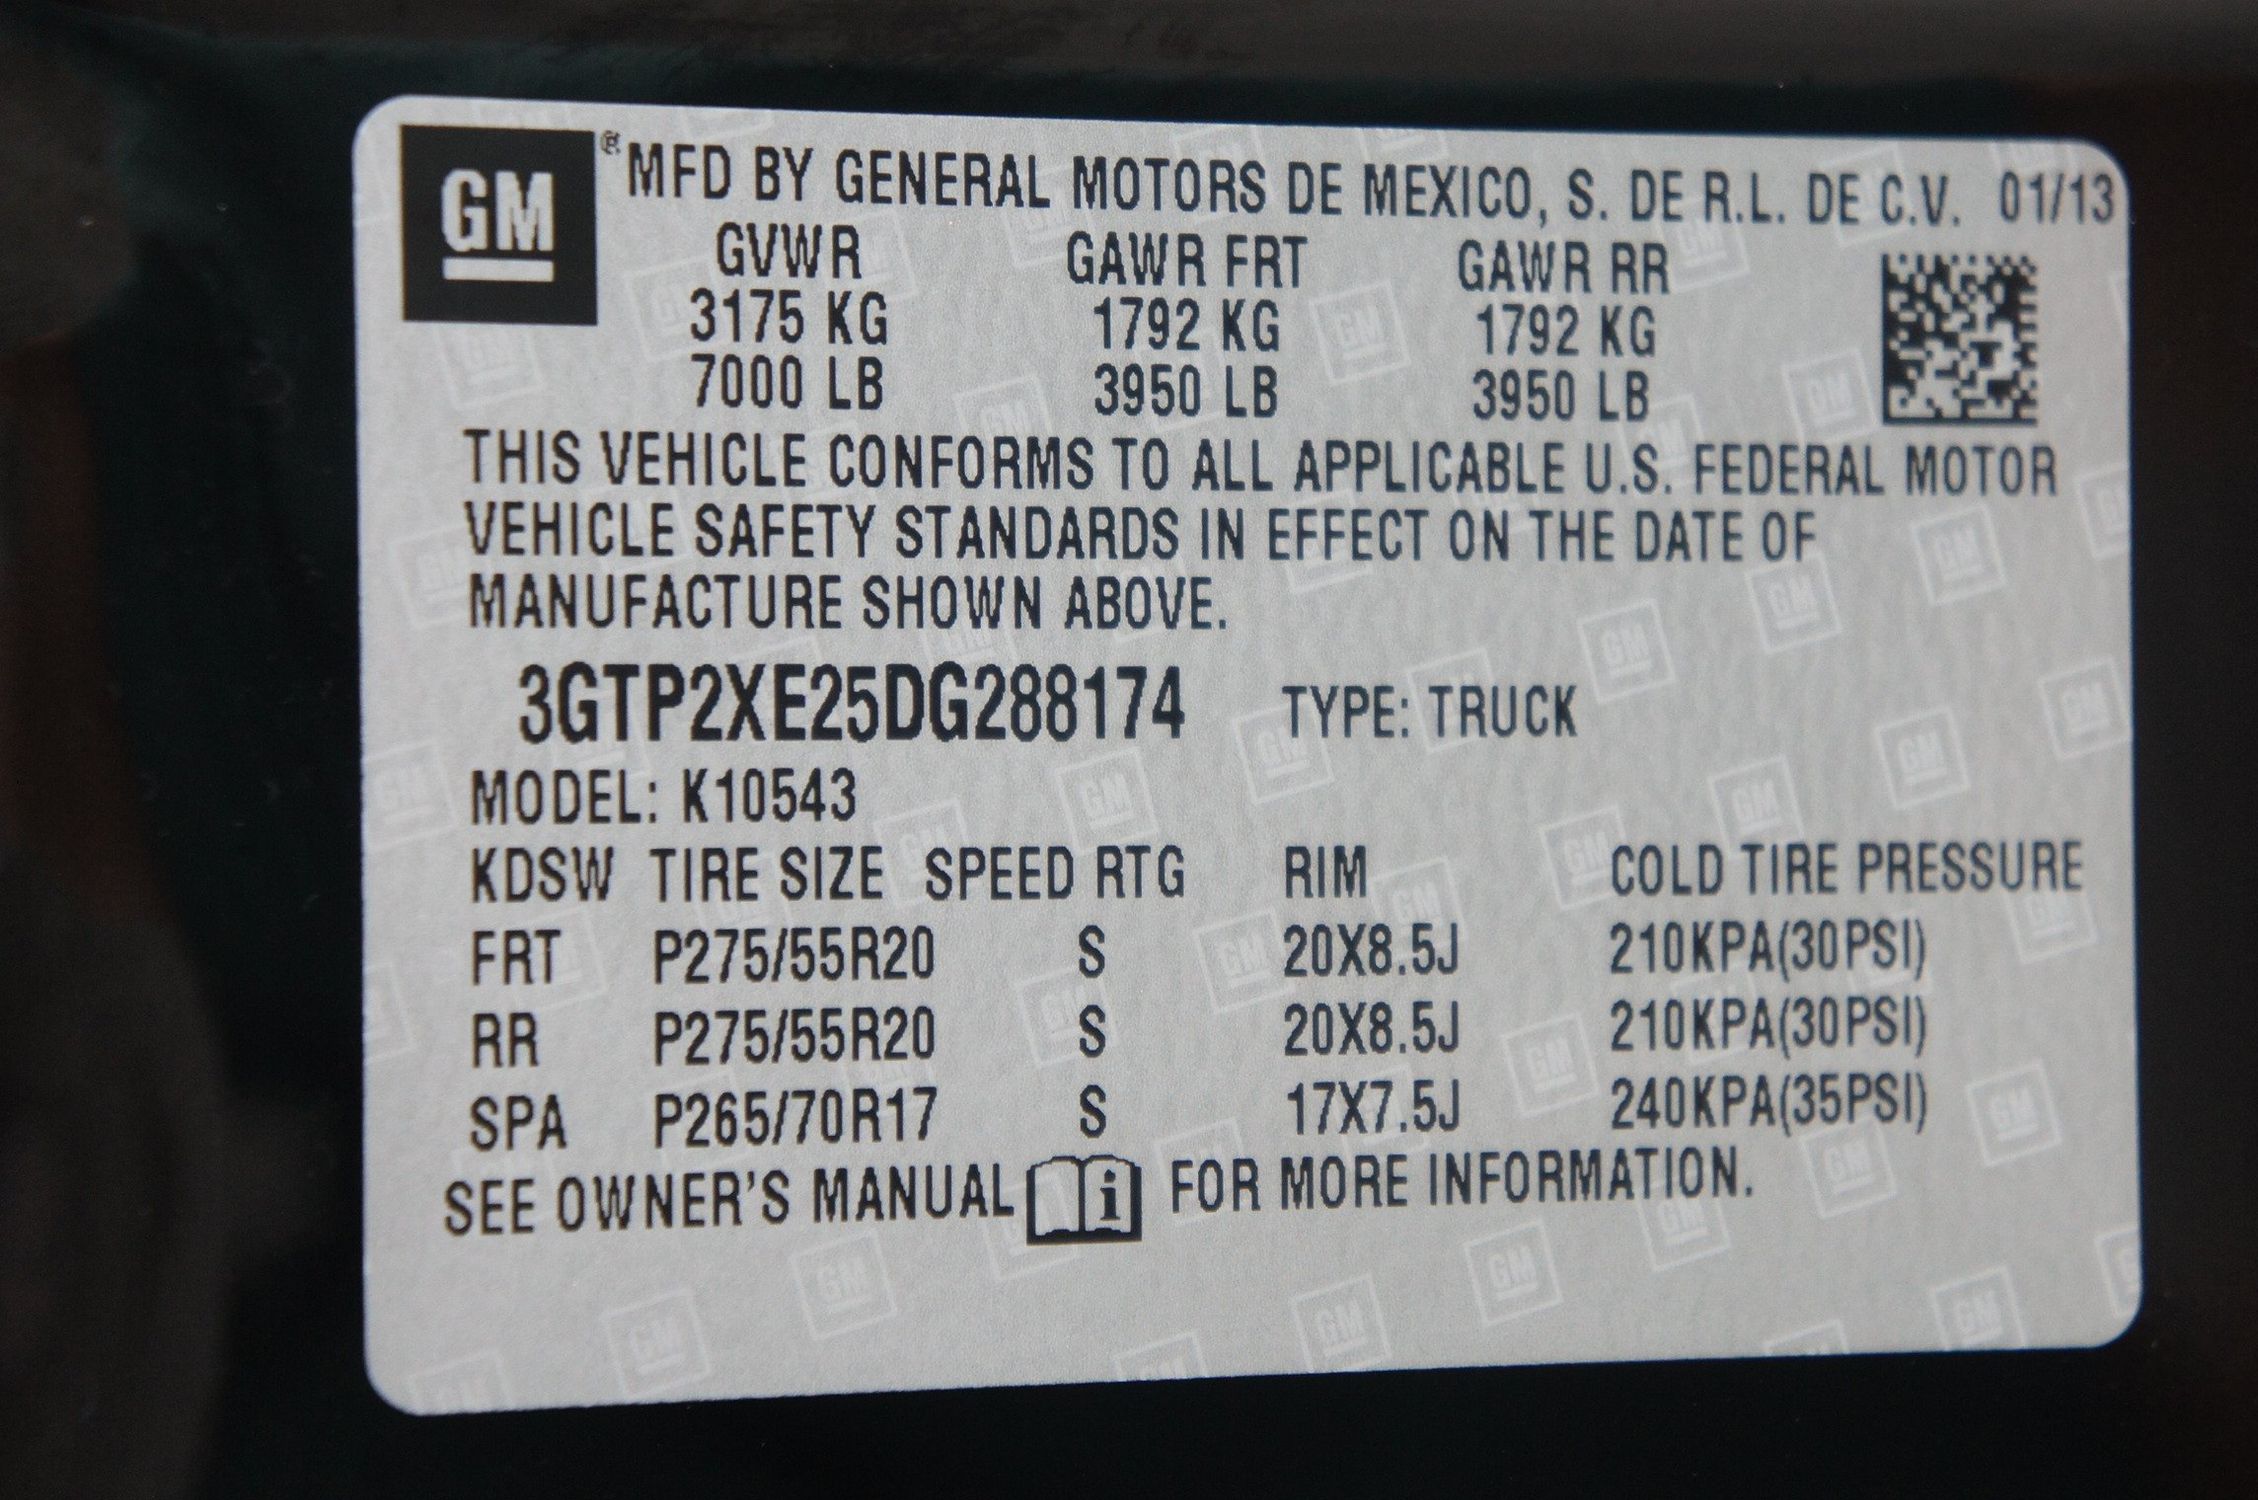 GM ® MFD BY GENERAL MOTORS DE MEXICO, S. DE R.L. DE C.V. 01/13
GVWR GAWR FRT GAWR RR
3175 KG 1792 KG 1792 KG
7000 LB 3950 LB 3950 LB
THIS VEHICLE CONFORMS TO ALL APPLICABLE U.S. FEDERAL MOTOR
VEHICLE SAFETY STANDARDS IN EFFECT ON THE DATE OF
MANUFACTURE SHOWN ABOVE.
3GTP2XE25DG288174 TYPE: TRUCK
MODEL: K10543
KDSW TIRE SIZE SPEED RTG RIM COLD TIRE PRESSURE
FRT P275/55R20 S 20X8.5J 210KPA(30PSI)
RR P275/55R20 S 20X8.5J 210KPA(30PSI)
SPA P265/70R17 S 17X7.5J 240KPA(35PSI)
SEE OWNER'S MANUAL i FOR MORE INFORMATION.